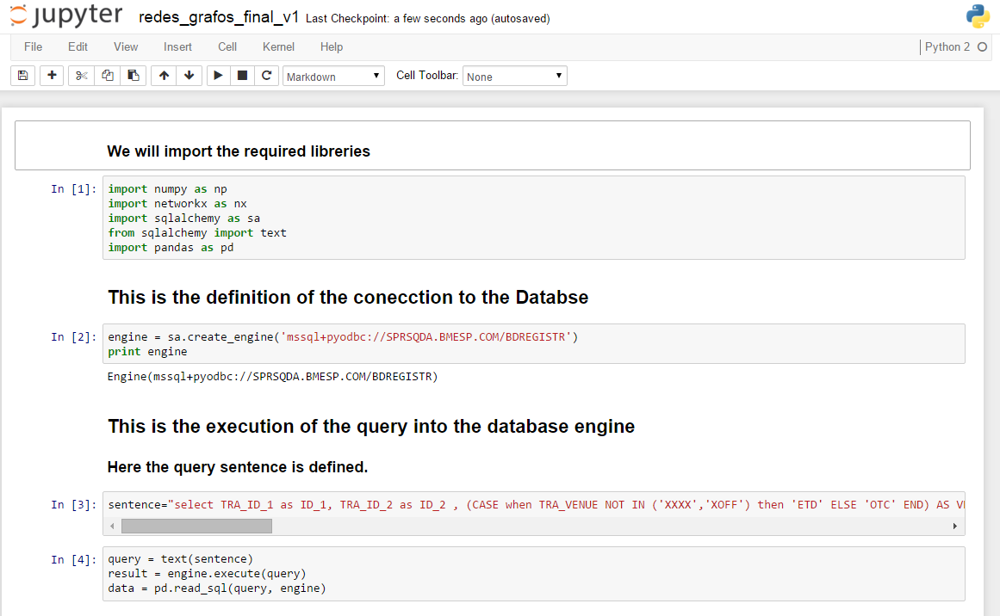 jupyter redes_grafos_final_v1 Last Checkpoint: a few seconds ago (autosaved)
File Edit View Insert Cell Kernel Help Python 2
Markdown Cell Toolbar: None
We will import the required libreries
In [1]: import numpy as np
import networkx as nx
import sqlalchemy as sa
from sqlalchemy import text
import pandas as pd
This is the definition of the conecction to the Databse
In [2]: engine = sa.create_engine('mssql+pyodbc://SPRSQDA.BMESP.COM/BDREGISTR')
print engine
Engine(mssql+pyodbc://SPRSQDA.BMESP.COM/BDREGISTR)
This is the execution of the query into the database engine
Here the query sentence is defined.
In [3]: sentence="select TRA_ID_1 as ID_1, TRA_ID_2 as ID_2 , (CASE when TRA_VENUE NOT IN ('XXXX','XOFF') then 'ETD' ELSE 'OTC' END) AS
In [4]: query = text(sentence)
result = engine.execute(query)
data = pd.read_sql(query, engine)